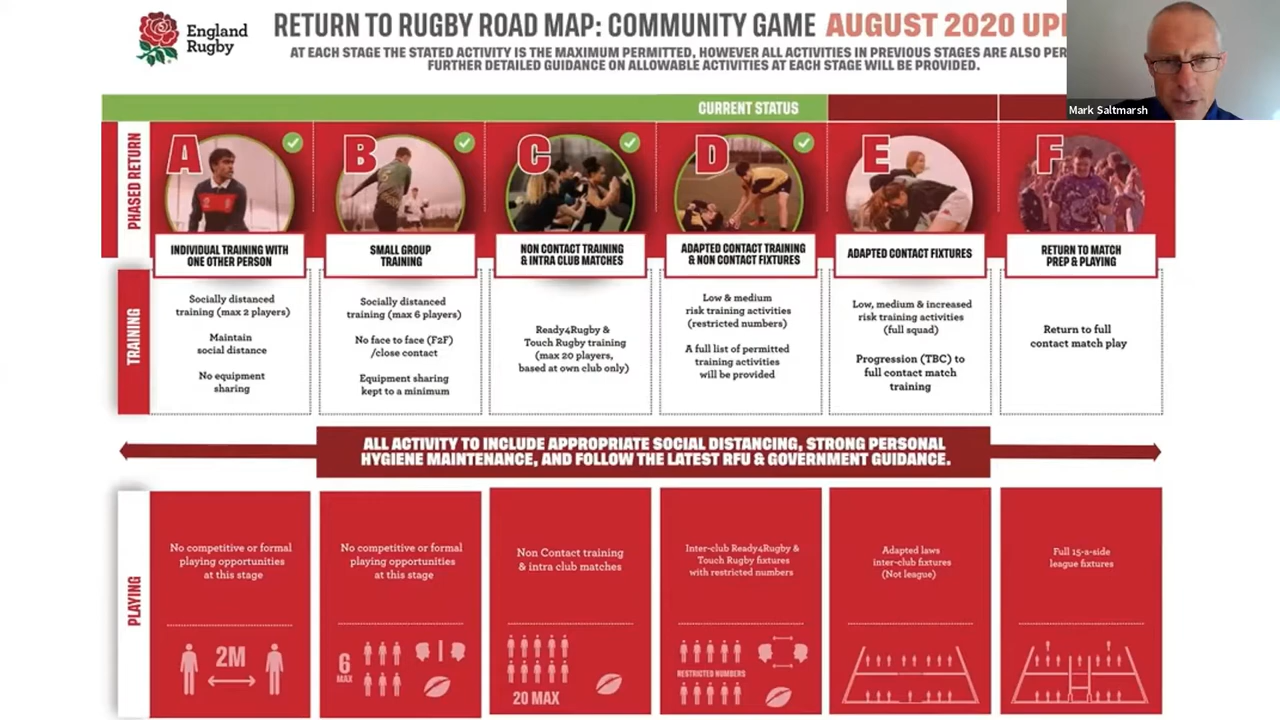 England
Rugby
RETURN TO RUGBY ROAD MAP: COMMUNITY GAME AUGUST 2020
AT EACH STAGE THE STATED ACTIVITY IS THE MAXIMUM PERMITTED, HOWEVER ALL ACTIVITIES IN PREVIOUS STAGES ARE ALSO
FURTHER DETAILED GUIDANCE ON ALLOWABLE ACTIVITIES AT EACH STAGE WILL BE PROVIDED.
Mark Saltmarsh
CURRENT STATUS
PHASED RETURN
A
B
C
D
E
F
INDIVIDUAL TRAINING WITH
ONE OTHER PERSON
SMALL GROUP
TRAINING
NON CONTACT TRAINING
& INTRA CLUB MATCHES
ADAPTED CONTACT TRAINING
& NON CONTACT FIXTURES
ADAPTED CONTACT FIXTURES
RETURN TO MATCH
PREP & PLAYING
TRAINING
Socially distanced
training (max 2 players)
Maintain
social distance
No equipment
sharing
Socially distanced
training (max 6 players)
No face to face (F2F)
/close contact
Equipment sharing
kept to a minimum
Ready4Rugby &
Touch Rugby training
(max 20 players,
based at own club only)
Low & medium
risk training activities
(restricted numbers)
A full list of permitted
training activities
will be provided
Low, medium & increased
risk training activities
(full squad)
Progression (TBC) to
full contact match
training
Return to full
contact match play
ALL ACTIVITY TO INCLUDE APPROPRIATE SOCIAL DISTANCING, STRONG PERSONAL
HYGIENE MAINTENANCE, AND FOLLOW THE LATEST RFU & GOVERNMENT GUIDANCE.
PLAYING
No competitive or formal
playing opportunities
at this stage
2M
No competitive or formal
playing opportunities
at this stage
6
MAX
Non Contact training
& intra club matches
20 MAX
Inter-club Ready4Rugby &
Touch Rugby fixtures
with restricted numbers
RESTRICTED NUMBERS
Adapted laws
inter-club fixtures
(Not league)
Full 15-a-side
league fixtures